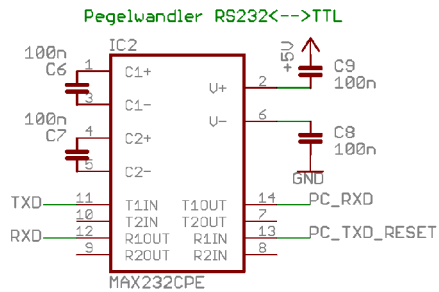 Pegelwandler RS232<-->TTL
IC2
100n
C6
1
C1+
3
C1-
100n
C7
4
C2+
5
C2-
V+
2
+5V
C9
100n
V-
6
C8
100n
GND
TXD
11
T1IN
T1OUT
14
PC_RXD
10
T2IN
T2OUT
7
RXD
12
R1OUT
R1IN
13
PC_TXD_RESET
9
R2OUT
R2IN
8
MAX232CPE